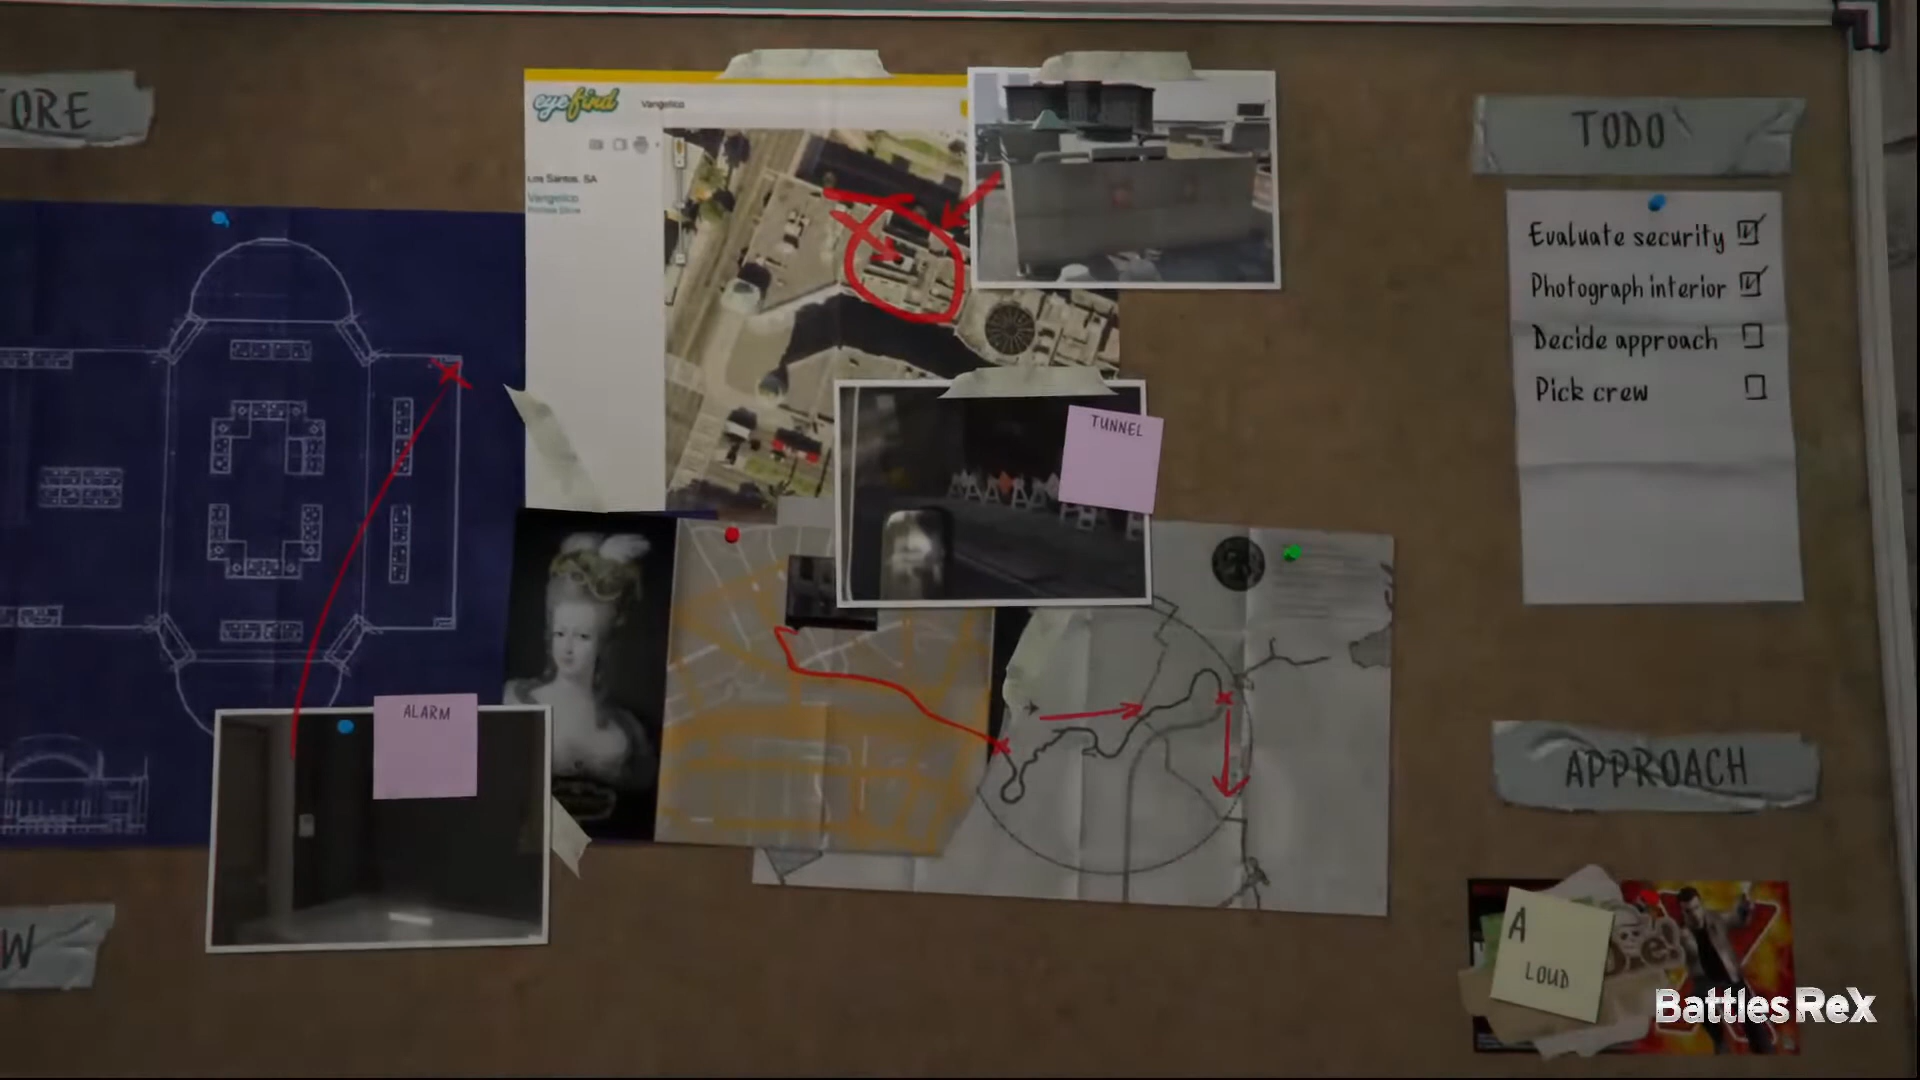 ORE
eyefind
Vangelico
Los Santos, SA
Vangelico
TODO
Evaluate security
Photograph interior
Decide approach
Pick crew
TUNNEL
ALARM
APPROACH
W
A
LOUD
Battles ReX